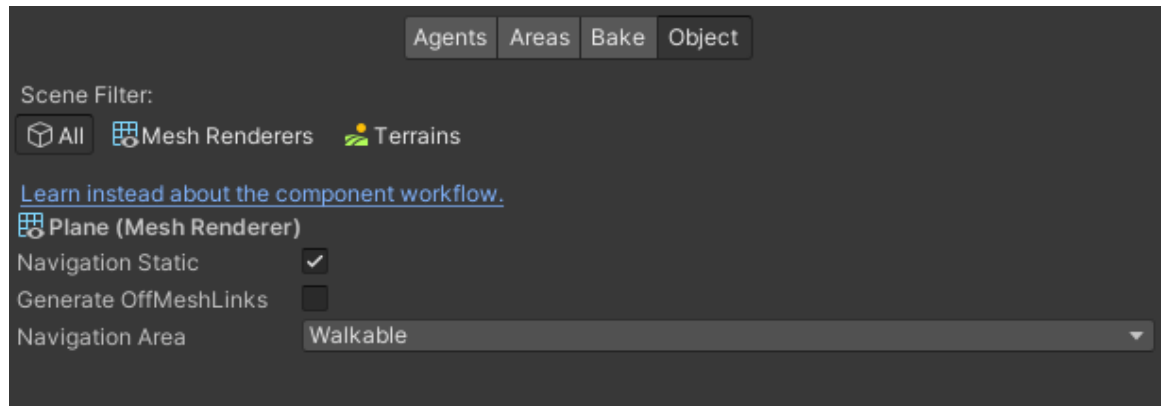 Agents Areas Bake Object
Scene Filter:
All Mesh Renderers Terrains
Learn instead about the component workflow.
Plane (Mesh Renderer)
Navigation Static
Generate OffMeshLinks
Navigation Area Walkable